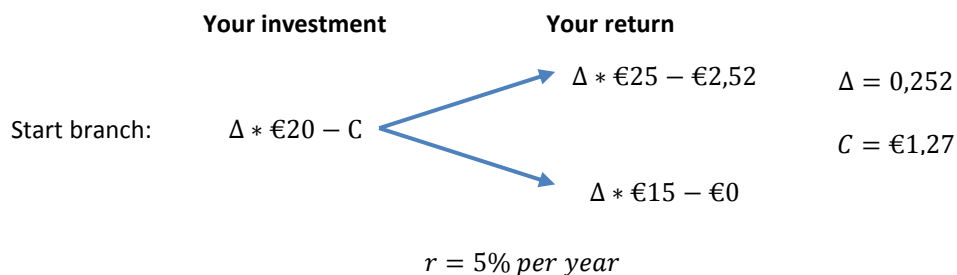 Your investment Your return
Δ ∗ €25 − €2,52 Δ = 0,252
Start branch: Δ ∗ €20 − C C = €1,27
Δ ∗ €15 − €0
r = 5% per year